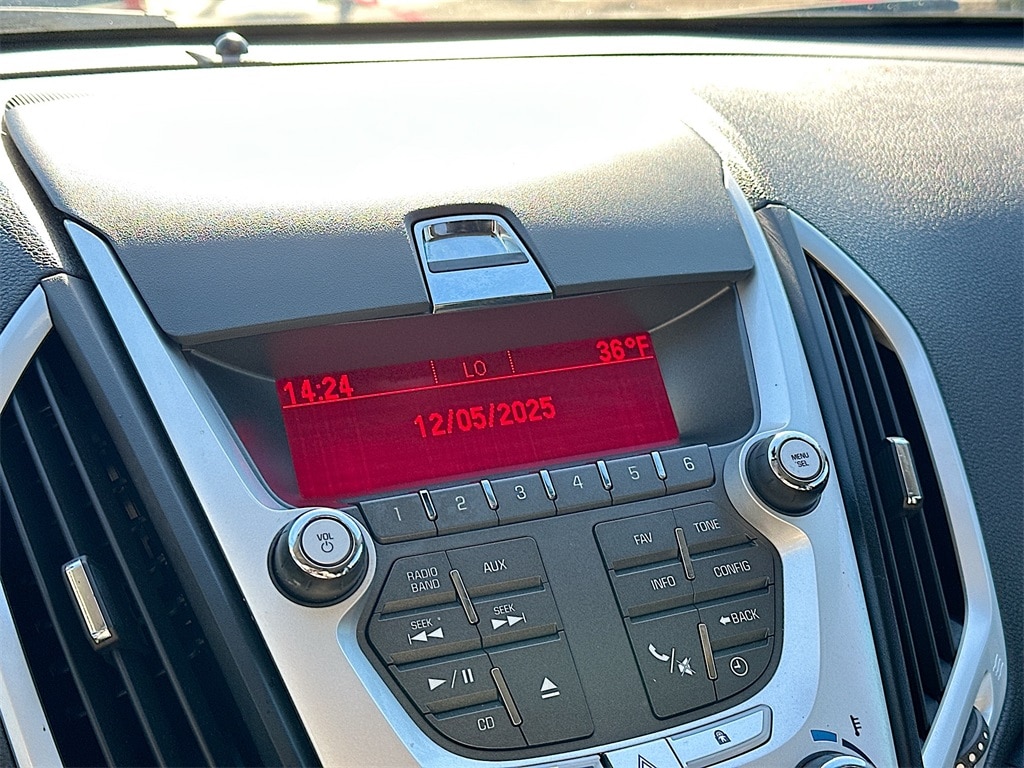 14:24 LO 36°F
12/05/2025
1 2 3 4 5 6
VOL
MENU
SEL
RADIO
BAND
AUX
SEEK
SEEK
CD
FAV
TONE
INFO
CONFIG
BACK